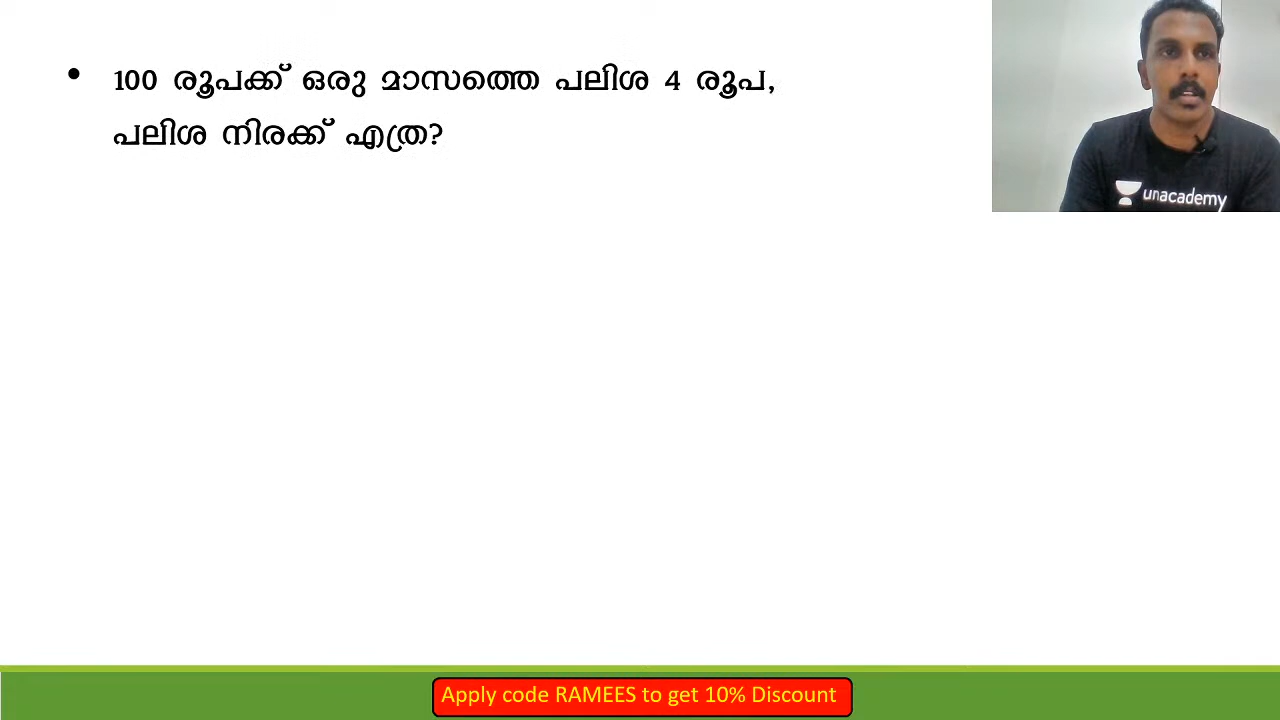 • 100 രൂപക്ക് ഒരു മാസത്തെ പലിശ 4 രൂപ,
പലിശ നിരക്ക് എത്ര?
unacademy
Apply code RAMEES to get 10% Discount